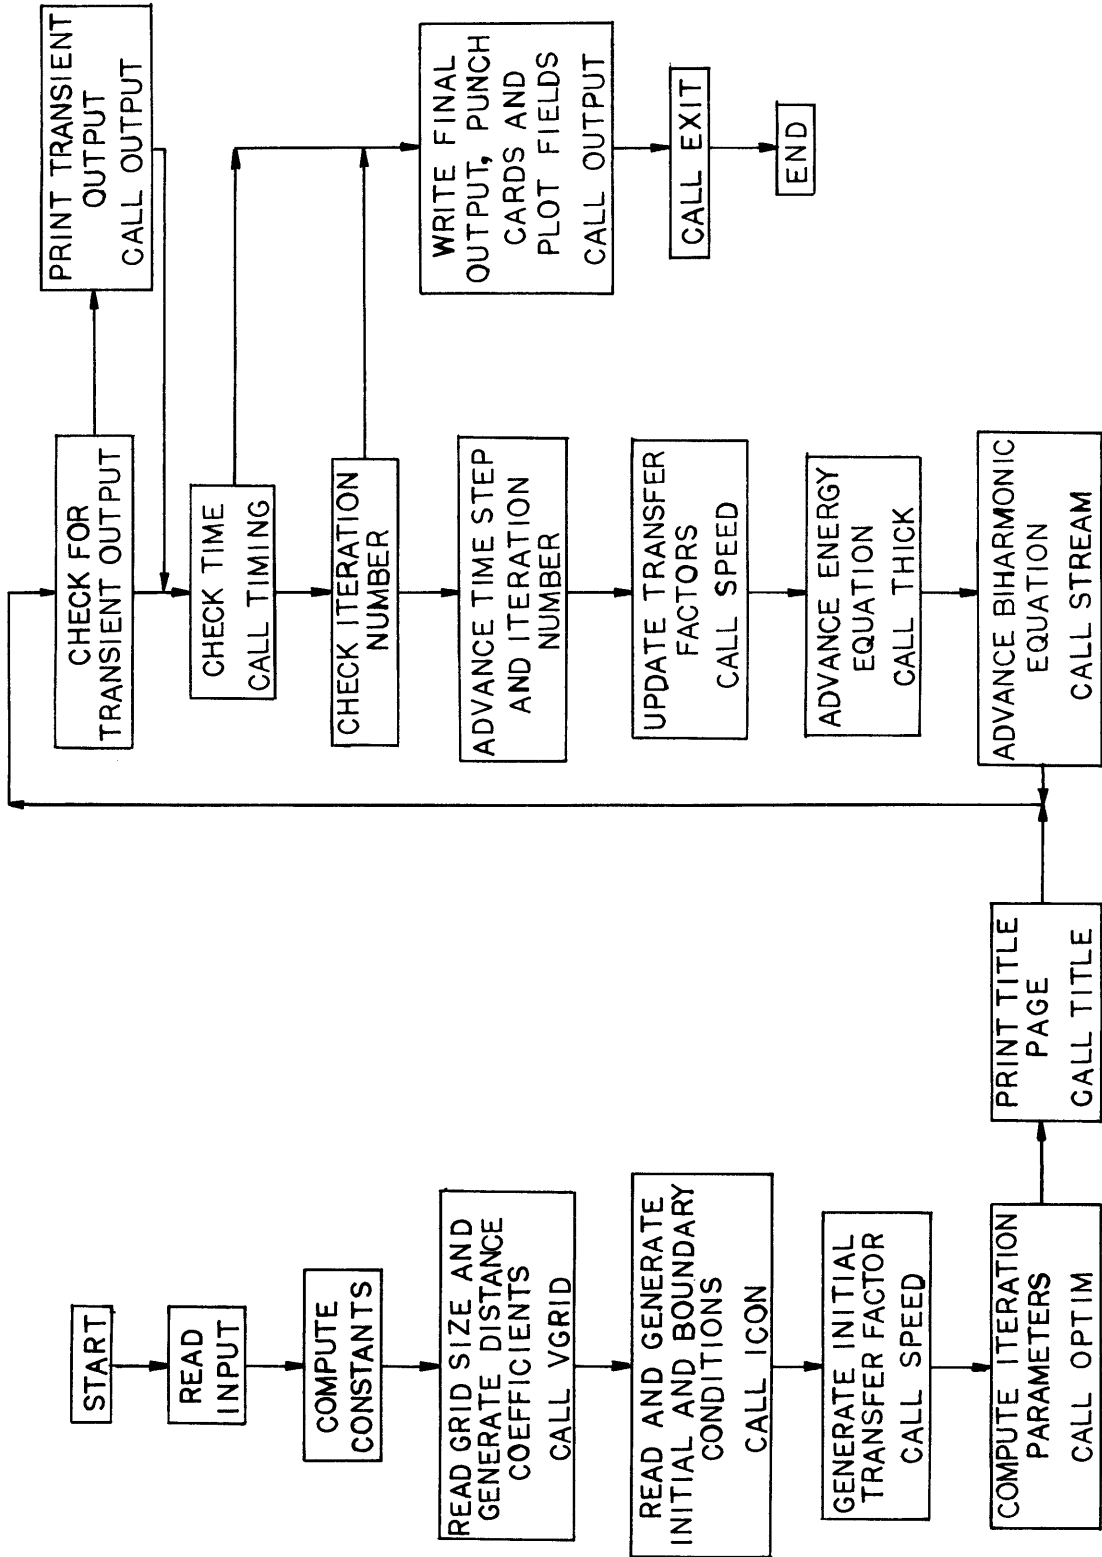 START
READ
INPUT
COMPUTE
CONSTANTS
READ GRID SIZE AND
GENERATE DISTANCE
COEFFICIENTS
CALL VGRID
READ AND GENERATE
INITIAL AND BOUNDARY
CONDITIONS
CALL ICON
GENERATE INITIAL
TRANSFER FACTOR
CALL SPEED
COMPUTE ITERATION
PARAMETERS
CALL OPTIM
PRINT TITLE
PAGE
CALL TITLE
CHECK FOR
TRANSIENT OUTPUT
PRINT TRANSIENT
OUTPUT
CALL OUTPUT
CHECK TIME
CALL TIMING
CHECK ITERATION
NUMBER
ADVANCE TIME STEP
AND ITERATION
NUMBER
UPDATE TRANSFER
FACTORS
CALL SPEED
ADVANCE ENERGY
EQUATION
CALL THICK
ADVANCE BIHARMONIC
EQUATION
CALL STREAM
WRITE FINAL
OUTPUT, PUNCH
CARDS AND
PLOT FIELDS
CALL OUTPUT
CALL EXIT
END